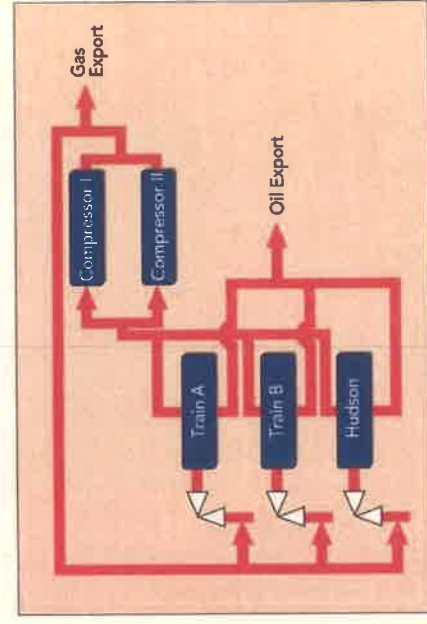 Gas
Export
Compressor I
Compressor II
Oil Export
Train A
Train B
Hudson